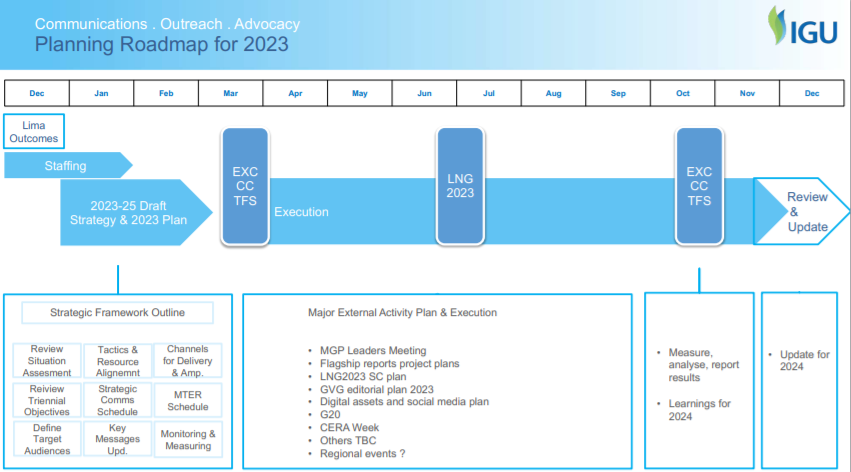 Communications . Outreach . Advocacy
Planning Roadmap for 2023
IGU
Dec Jan Feb Mar Apr May Jun Jul Aug Sep Oct Nov Dec
Lima
Outcomes
Staffing
2023-25 Draft
Strategy & 2023 Plan
EXC
CC
TFS
Execution
LNG
2023
EXC
CC
TFS
Review
&
Update
Strategic Framework Outline
Review
Situation
Assesment
Tactics &
Resource
Alignemnt
Channels
for Delivery
& Amp.
Reiview
Triennial
Objectives
Strategic
Comms
Schedule
MTER
Schedule
Define
Target
Audiences
Key
Messages
Upd.
Monitoring &
Measuring
Major External Activity Plan & Execution
• MGP Leaders Meeting
• Flagship reports project plans
• LNG2023 SC plan
• GVG editorial plan 2023
• Digital assets and social media plan
• G20
• CERA Week
• Others TBC
• Regional events ?
• Measure,
analyse, report
results
• Learnings for
2024
• Update for
2024